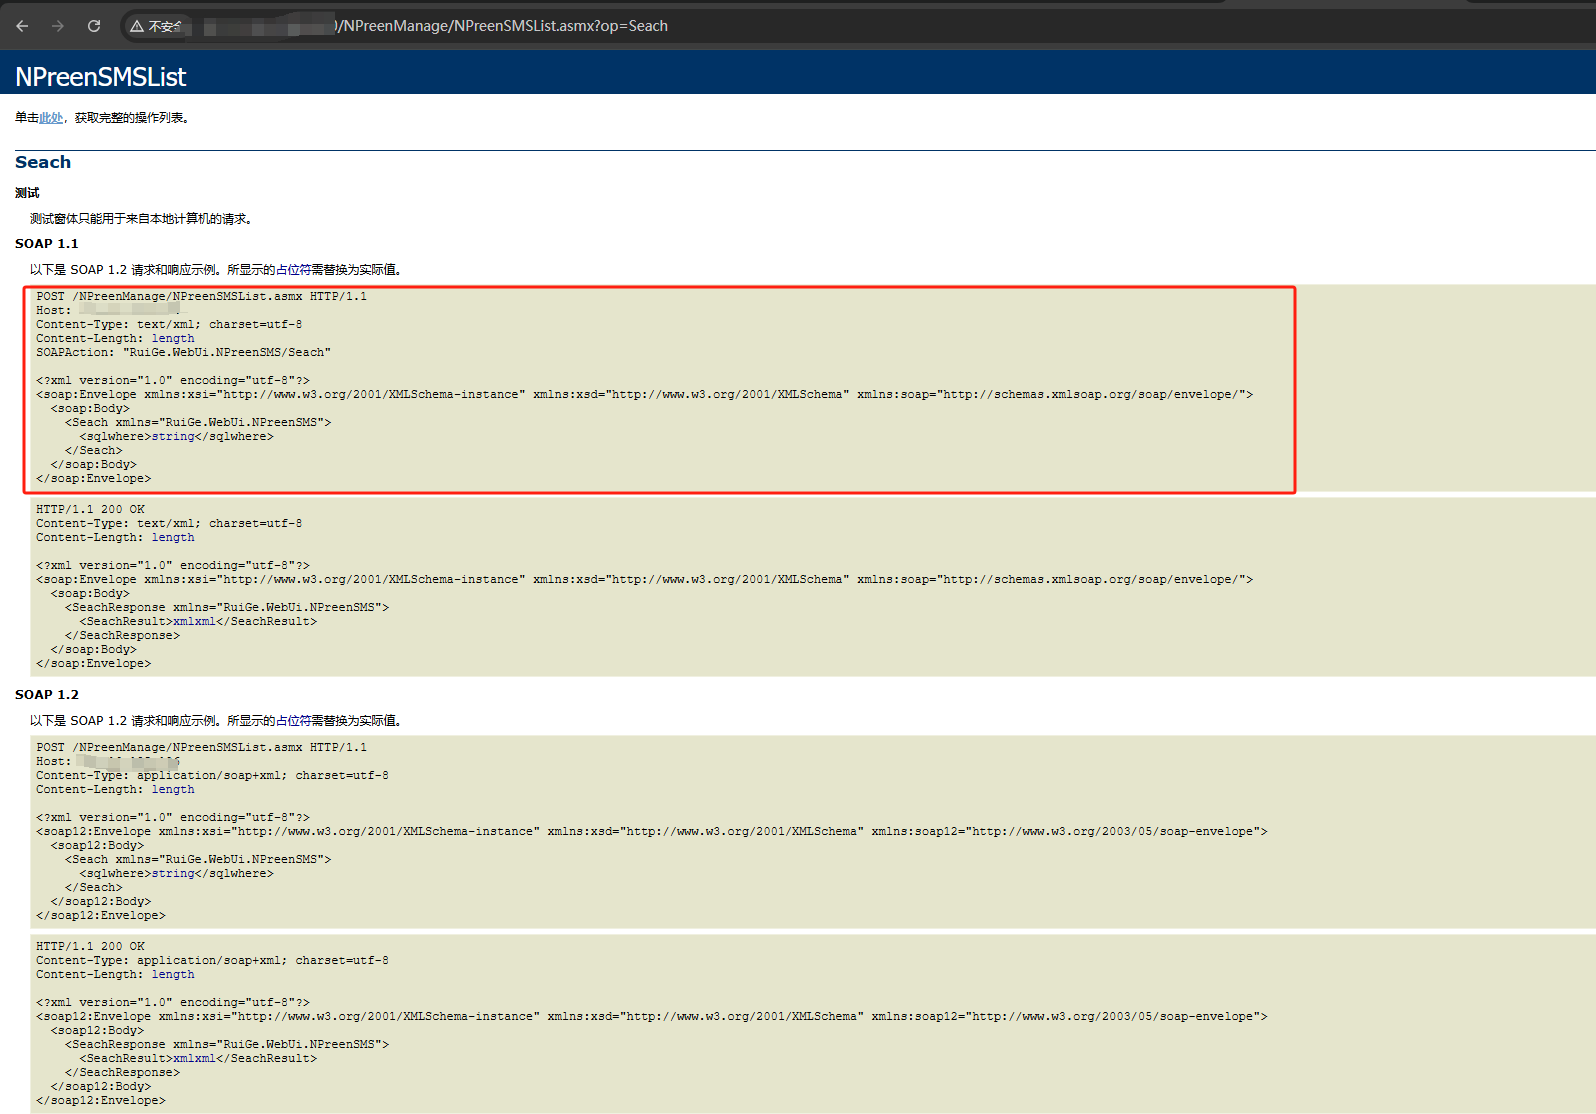 不安全 /NPreenManage/NPreenSMSList.asmx?op=Seach
NPreenSMSList
单击此处，获取完整的操作列表。
Seach
测试
测试窗体只能用于来自本地计算机的请求。
SOAP 1.1
以下是 SOAP 1.2 请求和响应示例。所显示的占位符需替换为实际值。
POST /NPreenManage/NPreenSMSList.asmx HTTP/1.1
Host:
Content-Type: text/xml; charset=utf-8
Content-Length: length
SOAPAction: "RuiGe.WebUi.NPreenSMS/Seach"
<?xml version="1.0" encoding="utf-8"?>
<soap:Envelope xmlns:xsi="http://www.w3.org/2001/XMLSchema-instance" xmlns:xsd="http://www.w3.org/2001/XMLSchema" xmlns:soap="http://schemas.xmlsoap.org/soap/envelope/">
<soap:Body>
<Seach xmlns="RuiGe.WebUi.NPreenSMS">
<sqlwhere>string</sqlwhere>
</Seach>
</soap:Body>
</soap:Envelope>
HTTP/1.1 200 OK
Content-Type: text/xml; charset=utf-8
Content-Length: length
<?xml version="1.0" encoding="utf-8"?>
<soap:Envelope xmlns:xsi="http://www.w3.org/2001/XMLSchema-instance" xmlns:xsd="http://www.w3.org/2001/XMLSchema" xmlns:soap="http://schemas.xmlsoap.org/soap/envelope/">
<soap:Body>
<SeachResponse xmlns="RuiGe.WebUi.NPreenSMS">
<SeachResult>xmlxml</SeachResult>
</SeachResponse>
</soap:Body>
</soap:Envelope>
SOAP 1.2
以下是 SOAP 1.2 请求和响应示例。所显示的占位符需替换为实际值。
POST /NPreenManage/NPreenSMSList.asmx HTTP/1.1
Host:
Content-Type: application/soap+xml; charset=utf-8
Content-Length: length
<?xml version="1.0" encoding="utf-8"?>
<soap12:Envelope xmlns:xsi="http://www.w3.org/2001/XMLSchema-instance" xmlns:xsd="http://www.w3.org/2001/XMLSchema" xmlns:soap12="http://www.w3.org/2003/05/soap-envelope">
<soap12:Body>
<Seach xmlns="RuiGe.WebUi.NPreenSMS">
<sqlwhere>string</sqlwhere>
</Seach>
</soap12:Body>
</soap12:Envelope>
HTTP/1.1 200 OK
Content-Type: application/soap+xml; charset=utf-8
Content-Length: length
<?xml version="1.0" encoding="utf-8"?>
<soap12:Envelope xmlns:xsi="http://www.w3.org/2001/XMLSchema-instance" xmlns:xsd="http://www.w3.org/2001/XMLSchema" xmlns:soap12="http://www.w3.org/2003/05/soap-envelope">
<soap12:Body>
<SeachResponse xmlns="RuiGe.WebUi.NPreenSMS">
<SeachResult>xmlxml</SeachResult>
</SeachResponse>
</soap12:Body>
</soap12:Envelope>